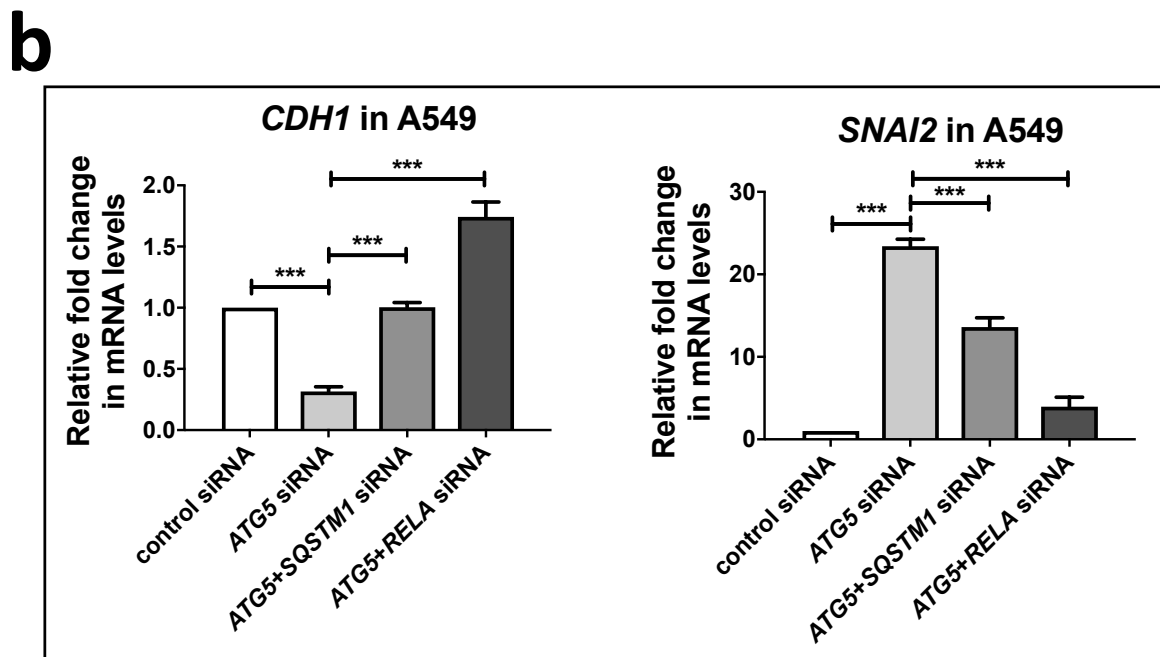 b
CDH1 in A549
Relative fold change
in mRNA levels
2.0
1.5
1.0
0.5
0.0
***
***
***
control siRNA
ATG5 siRNA
ATG5+SQSTM1 siRNA
ATG5+RELA siRNA
SNAI2 in A549
Relative fold change
in mRNA levels
30
20
10
0
***
***
***
control siRNA
ATG5 siRNA
ATG5+SQSTM1 siRNA
ATG5+RELA siRNA